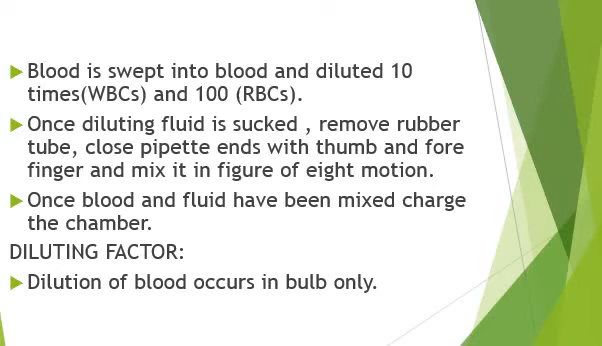 Blood is swept into blood and diluted 10
times(WBCs) and 100 (RBCs).
Once diluting fluid is sucked , remove rubber
tube, close pipette ends with thumb and fore
finger and mix it in figure of eight motion.
Once blood and fluid have been mixed charge
the chamber.
DILUTING FACTOR:
Dilution of blood occurs in bulb only.